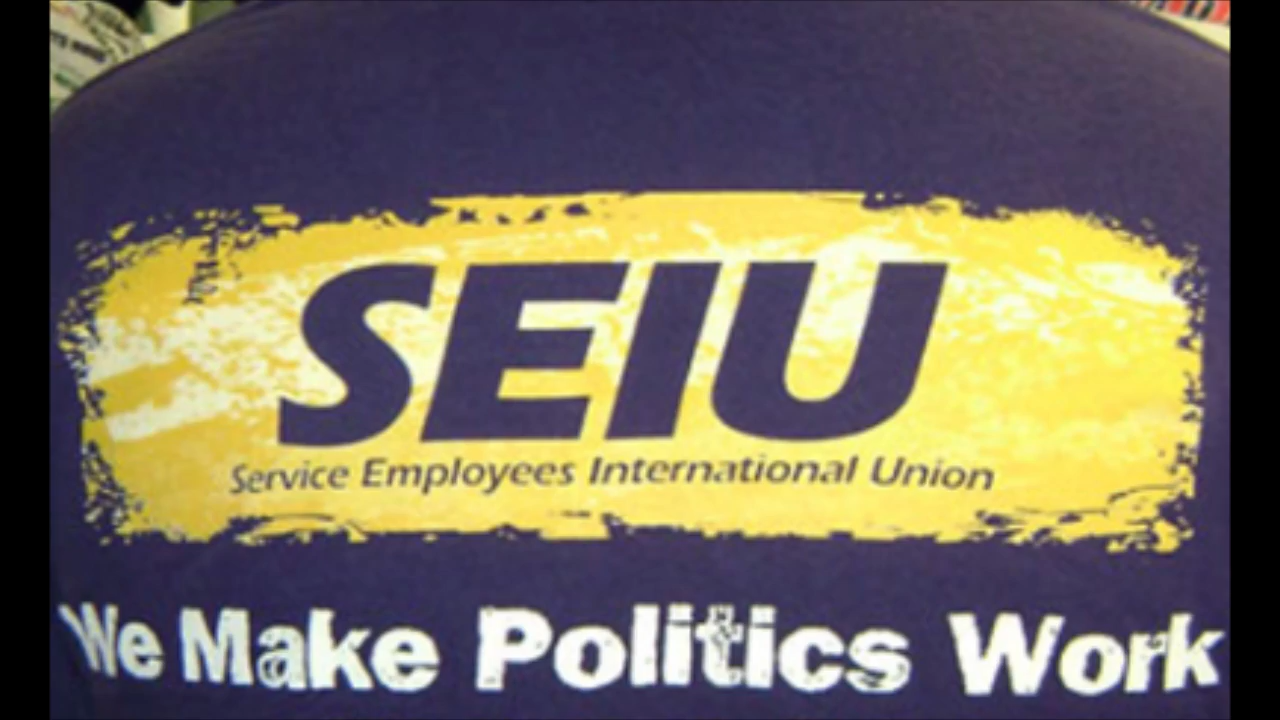 SEIU
Service Employees International Union
We Make Politics Work